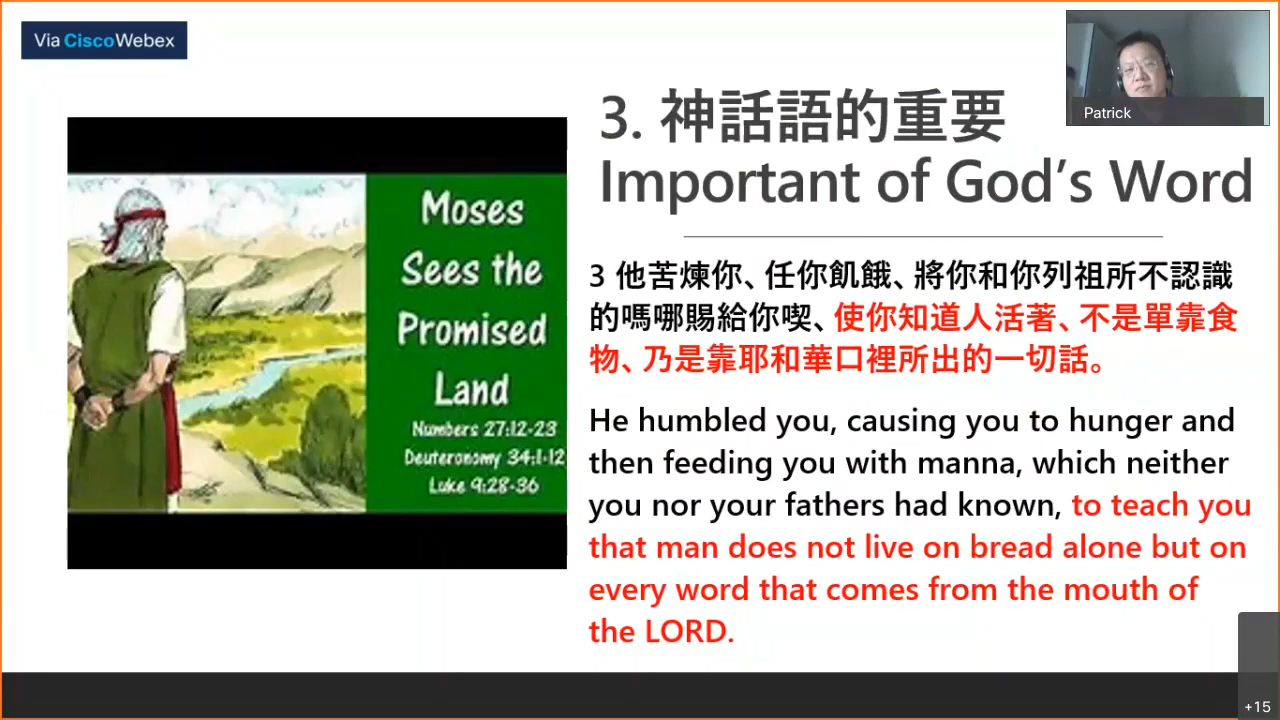 Via CiscoWebex
Patrick
3. 神話語的重要
Important of God's Word
Moses
Sees the
Promised
Land
Numbers 27:12-23
Deuteronomy 34:1-12
Luke 9:28-36
3 他苦煉你、任你飢餓、將你和你列祖所不認識
的嗎哪賜給你喫、使你知道人活著、不是單靠食
物、乃是靠耶和華口裡所出的一切話。
He humbled you, causing you to hunger and
then feeding you with manna, which neither
you nor your fathers had known, to teach you
that man does not live on bread alone but on
every word that comes from the mouth of
the LORD.
+15